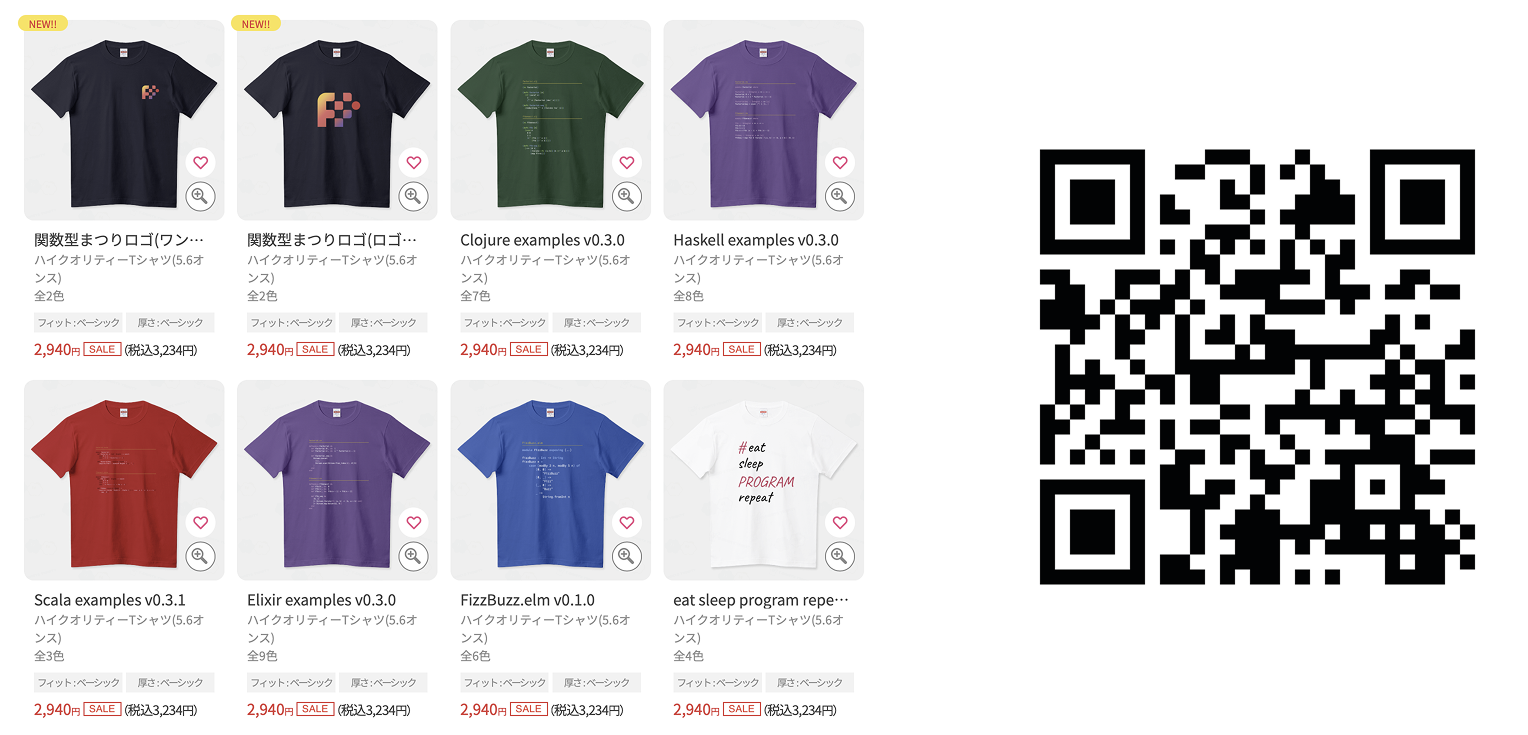 NEW!!
関数型まつりロゴ(ワン…
ハイクオリティーTシャツ(5.6オ
ンス)
全2色
フィット：ベーシック 厚さ：ベーシック
2,940円 SALE (税込3,234円)
NEW!!
関数型まつりロゴ(ロゴ…
ハイクオリティーTシャツ(5.6オ
ンス)
全2色
フィット：ベーシック 厚さ：ベーシック
2,940円 SALE (税込3,234円)
Clojure examples v0.3.0
ハイクオリティーTシャツ(5.6オ
ンス)
全7色
フィット：ベーシック 厚さ：ベーシック
2,940円 SALE (税込3,234円)
Haskell examples v0.3.0
ハイクオリティーTシャツ(5.6オ
ンス)
全8色
フィット：ベーシック 厚さ：ベーシック
2,940円 SALE (税込3,234円)
Scala examples v0.3.1
ハイクオリティーTシャツ(5.6オ
ンス)
全3色
フィット：ベーシック 厚さ：ベーシック
2,940円 SALE (税込3,234円)
Elixir examples v0.3.0
ハイクオリティーTシャツ(5.6オ
ンス)
全9色
フィット：ベーシック 厚さ：ベーシック
2,940円 SALE (税込3,234円)
FizzBuzz.elm v0.1.0
ハイクオリティーTシャツ(5.6オ
ンス)
全6色
フィット：ベーシック 厚さ：ベーシック
2,940円 SALE (税込3,234円)
#eat
sleep
PROGRAM
repeat
eat sleep program repe…
ハイクオリティーTシャツ(5.6オ
ンス)
全4色
フィット：ベーシック 厚さ：ベーシック
2,940円 SALE (税込3,234円)